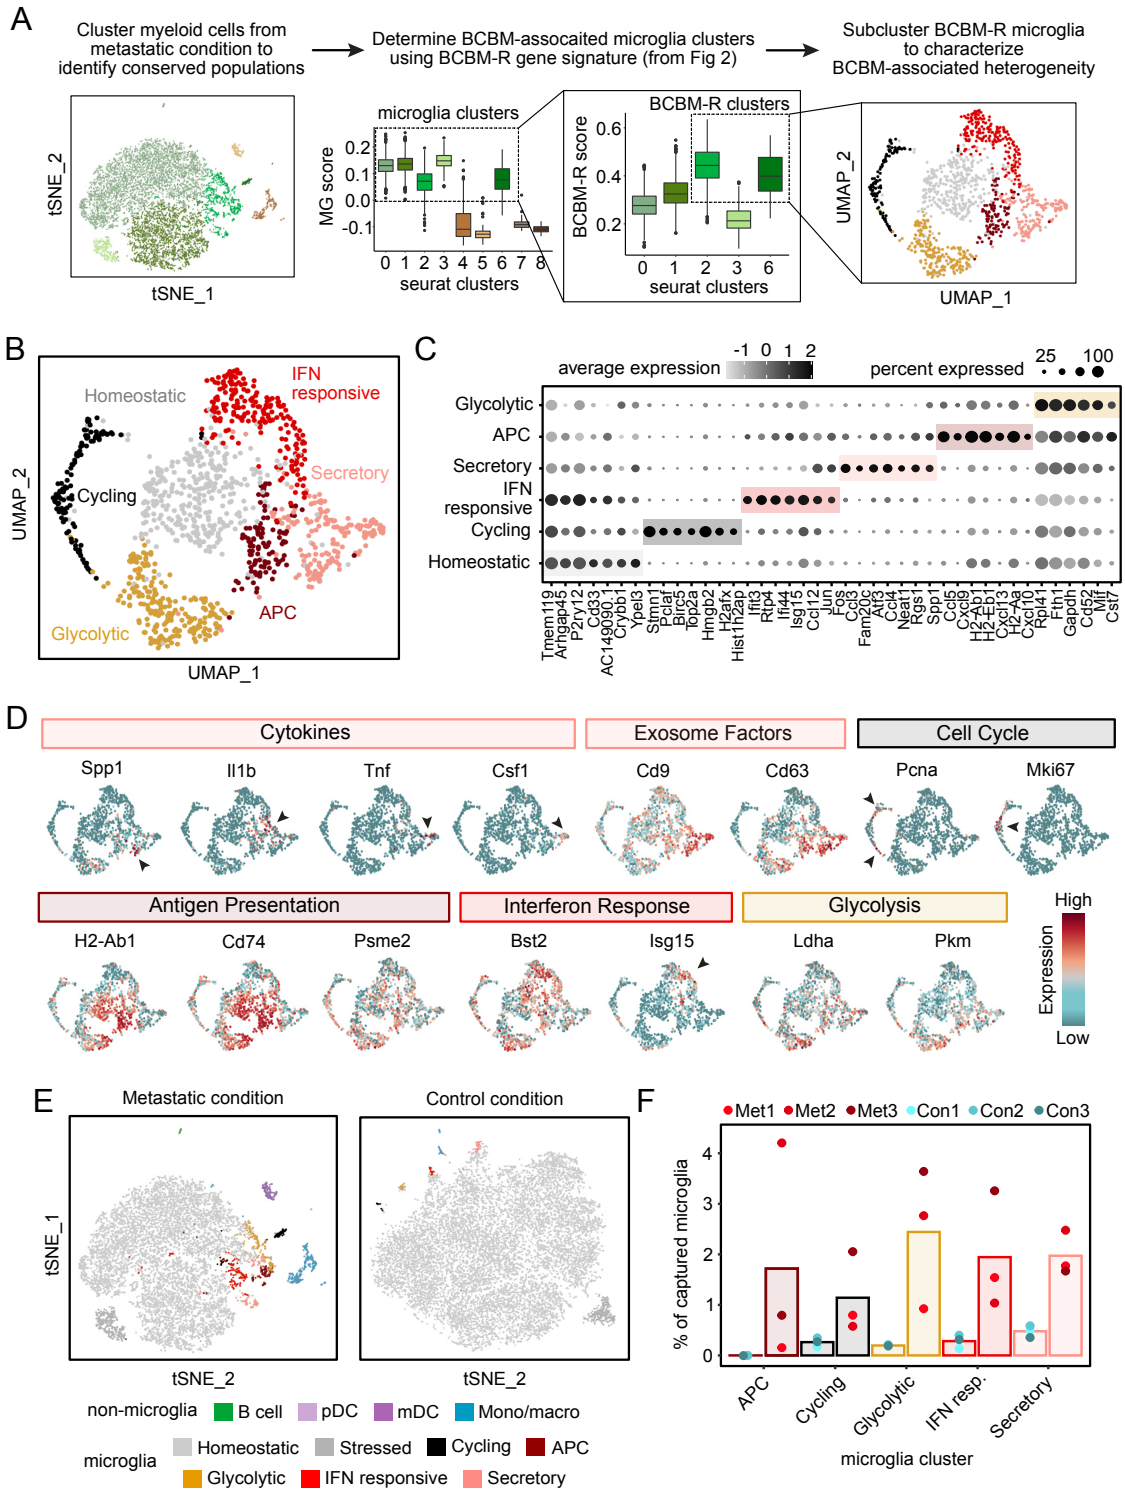 A
Cluster myeloid cells from
metastatic condition to
identify conserved populations
Determine BCBM-assocaited microglia clusters
using BCBM-R gene signature (from Fig 2)
Subcluster BCBM-R microglia
to characterize
BCBM-associated heterogeneity
tSNE_2
tSNE_1
microglia clusters
MG score
0.2
0.1
0.0
-0.1
0 1 2 3 4 5 6 7 8
seurat clusters
BCBM-R clusters
BCBM-R score
0.6
0.4
0.2
0 1 2 3 6
seurat clusters
UMAP_2
UMAP_1
B
IFN
responsive
Homeostatic
Secretory
Cycling
APC
Glycolytic
UMAP_2
UMAP_1
C
average expression
-1 0 1 2
percent expressed
25 100
Glycolytic
APC
Secretory
IFN
responsive
Cycling
Homeostatic
Tmem119
Arhgap45
P2ry12
Cd33
AC149090.1
Crybb1
Ypel3
Stmn1
Pclaf
Birc5
Top2a
Hmgb2
H2afx
Hist1h2ap
Ifit3
Rtp4
Ifi44
Isg15
Ccl12
Jun
Fos
Ccl3
Fam20c
Atf3
Ccl4
Neat1
Rgs1
Spp1
Ccl5
Cxcl9
H2-Ab1
H2-Eb1
Cxcl13
H2-Aa
Cxcl10
Rpl41
Fth1
Gapdh
Cd52
Mif
Cst7
D
Cytokines
Exosome Factors
Cell Cycle
Spp1
Il1b
Tnf
Csf1
Cd9
Cd63
Pcna
Mki67
Antigen Presentation
Interferon Response
Glycolysis
H2-Ab1
Cd74
Psme2
Bst2
Isg15
Ldha
Pkm
High
Expression
Low
E
Metastatic condition
Control condition
tSNE_1
tSNE_2
tSNE_2
non-microglia
B cell
pDC
mDC
Mono/macro
microglia
Homeostatic
Stressed
Cycling
APC
Glycolytic
IFN responsive
Secretory
F
Met1 Met2 Met3 Con1 Con2 Con3
% of captured microglia
4
3
2
1
0
APC
Cycling
Glycolytic
IFN resp.
Secretory
microglia cluster